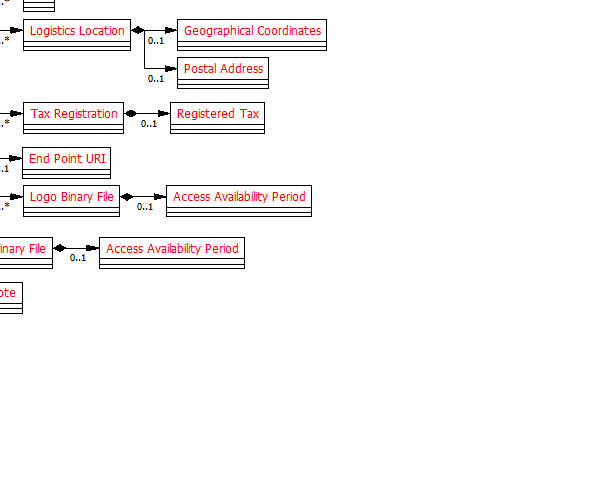 Logistics Location
Geographical Coordinates
..*
0..1
Postal Address
0..1
Tax Registration
Registered Tax
..*
0..1
End Point URI
..1
Logo Binary File
Access Availability Period
..*
0..1
inary File
Access Availability Period
0..1
ote